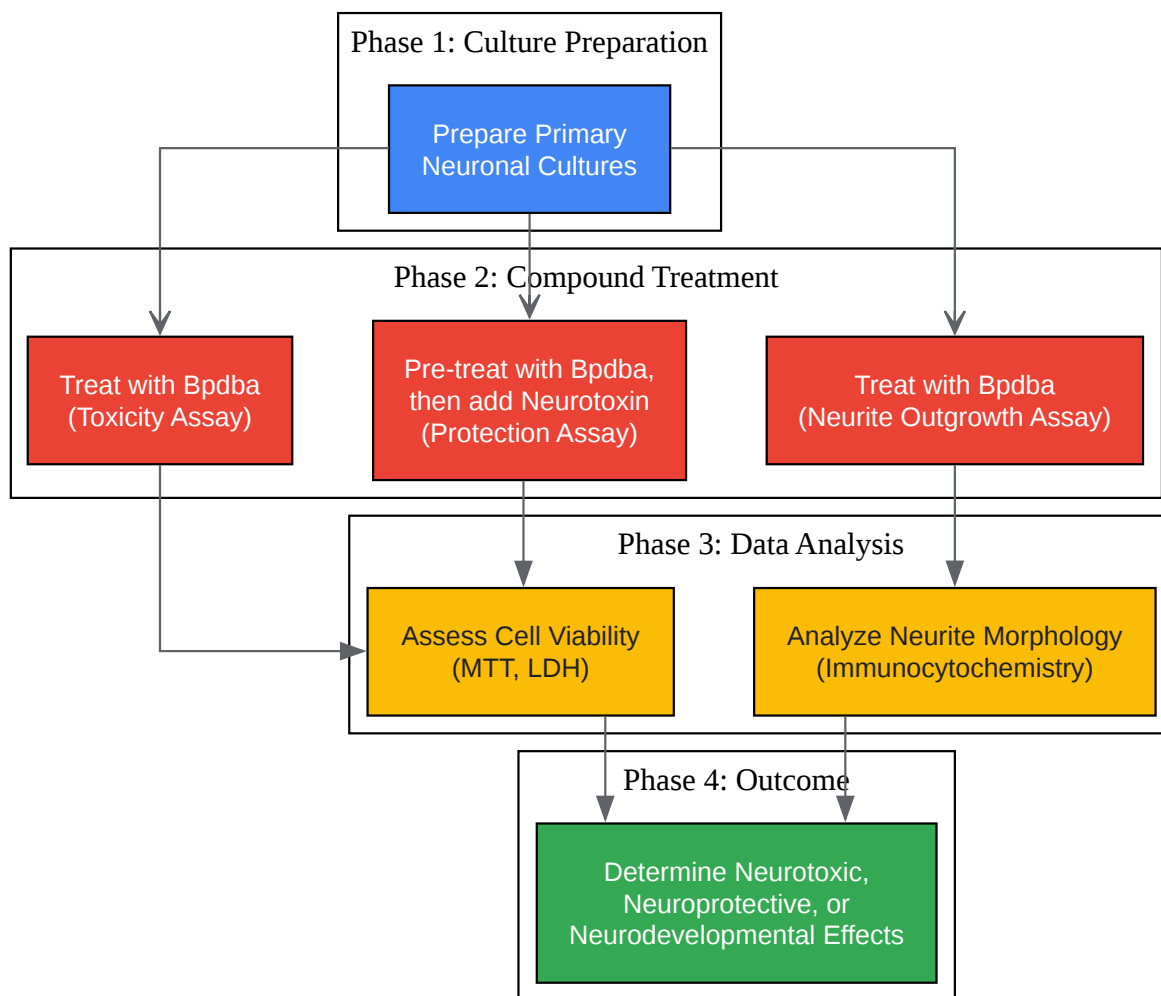 Phase 1: Culture Preparation
Prepare Primary
Neuronal Cultures
Phase 2: Compound Treatment
Treat with Bpdba
(Toxicity Assay)
Pre-treat with Bpdba,
then add Neurotoxin
(Protection Assay)
Treat with Bpdba
(Neurite Outgrowth Assay)
Phase 3: Data Analysis
Assess Cell Viability
(MTT, LDH)
Analyze Neurite Morphology
(Immunocytochemistry)
Phase 4: Outcome
Determine Neurotoxic,
Neuroprotective, or
Neurodevelopmental Effects